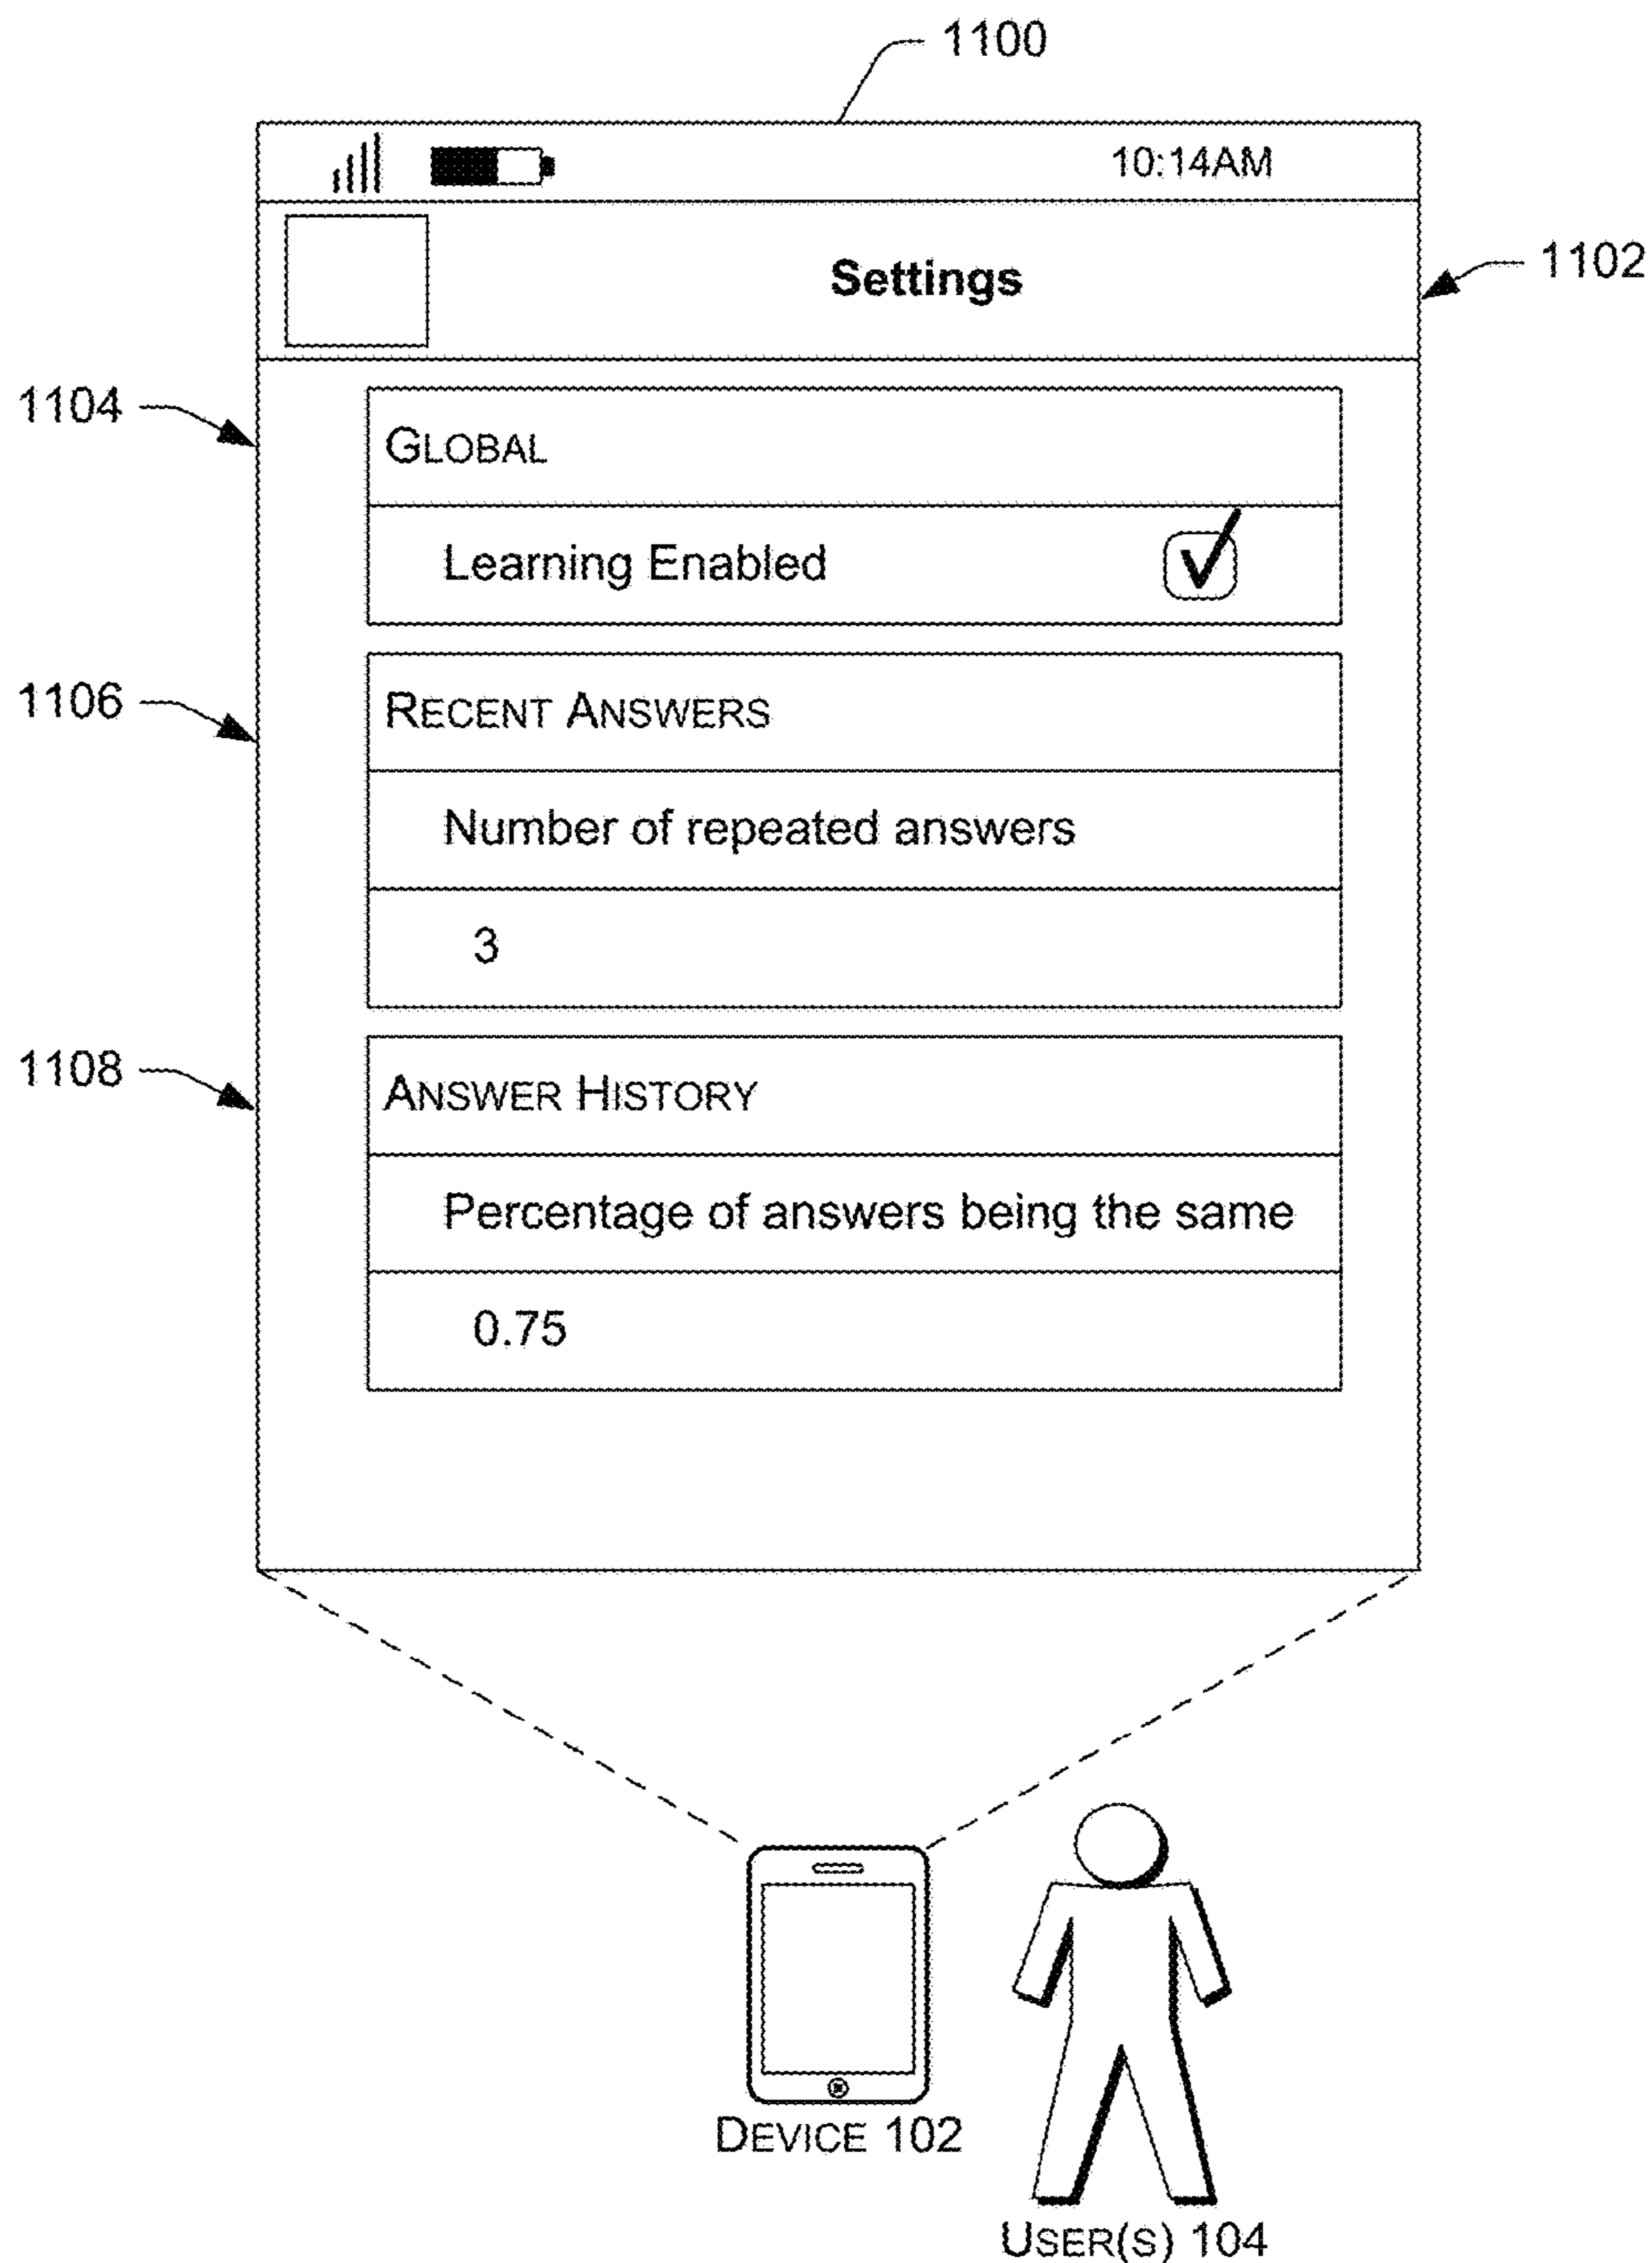 1100
10:14AM
Settings
1102
1104
GLOBAL
Learning Enabled
1106
RECENT ANSWERS
Number of repeated answers
3
1108
ANSWER HISTORY
Percentage of answers being the same
0.75
DEVICE 102
USER(S) 104